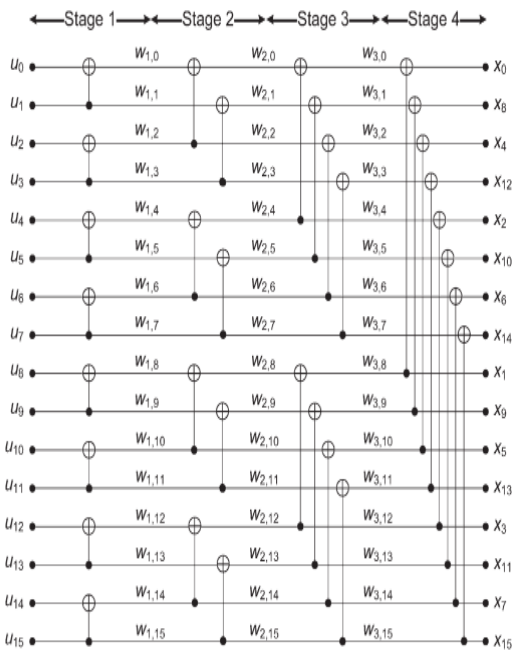 Stage 1 Stage 2 Stage 3 Stage 4
u0 w1,0 w2,0 w3,0 x0
u1 w1,1 w2,1 w3,1 x8
u2 w1,2 w2,2 w3,2 x4
u3 w1,3 w2,3 w3,3 x12
u4 w1,4 w2,4 w3,4 x2
u5 w1,5 w2,5 w3,5 x10
u6 w1,6 w2,6 w3,6 x6
u7 w1,7 w2,7 w3,7 x14
u8 w1,8 w2,8 w3,8 x1
u9 w1,9 w2,9 w3,9 x9
u10 w1,10 w2,10 w3,10 x5
u11 w1,11 w2,11 w3,11 x13
u12 w1,12 w2,12 w3,12 x3
u13 w1,13 w2,13 w3,13 x11
u14 w1,14 w2,14 w3,14 x7
u15 w1,15 w2,15 w3,15 x15